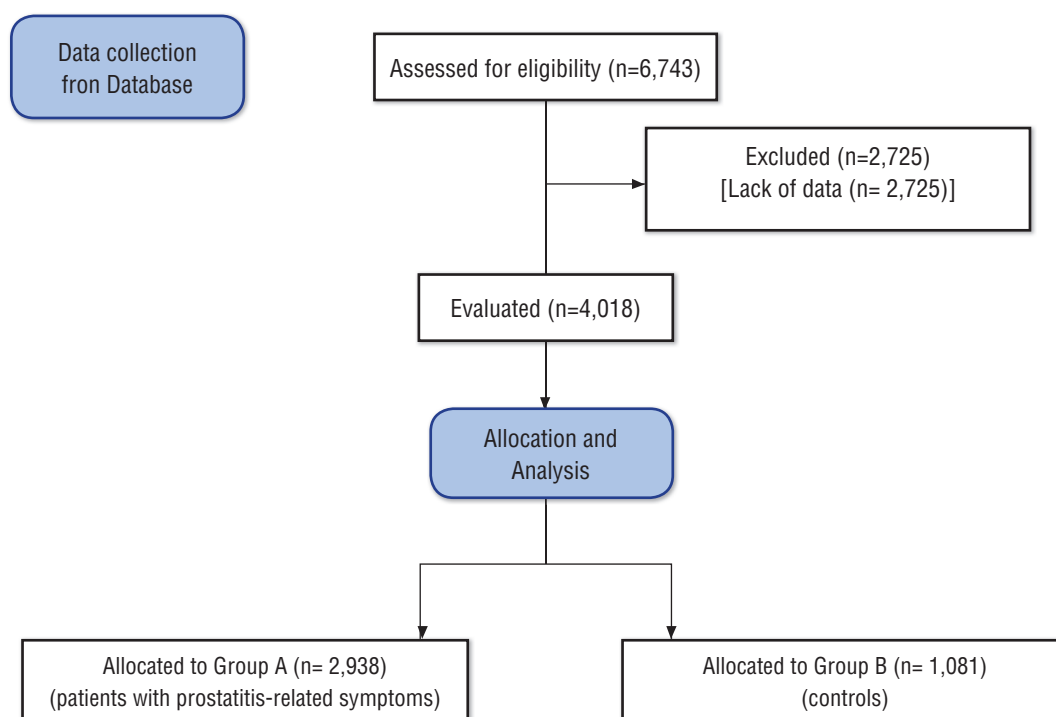 Data collection
fron Database
Assessed for eligibility (n=6,743)
Excluded (n=2,725)
[Lack of data (n= 2,725)]
Evaluated (n=4,018)
Allocation and
Analysis
Allocated to Group A (n= 2,938)
(patients with prostatitis-related symptoms)
Allocated to Group B (n= 1,081)
(controls)